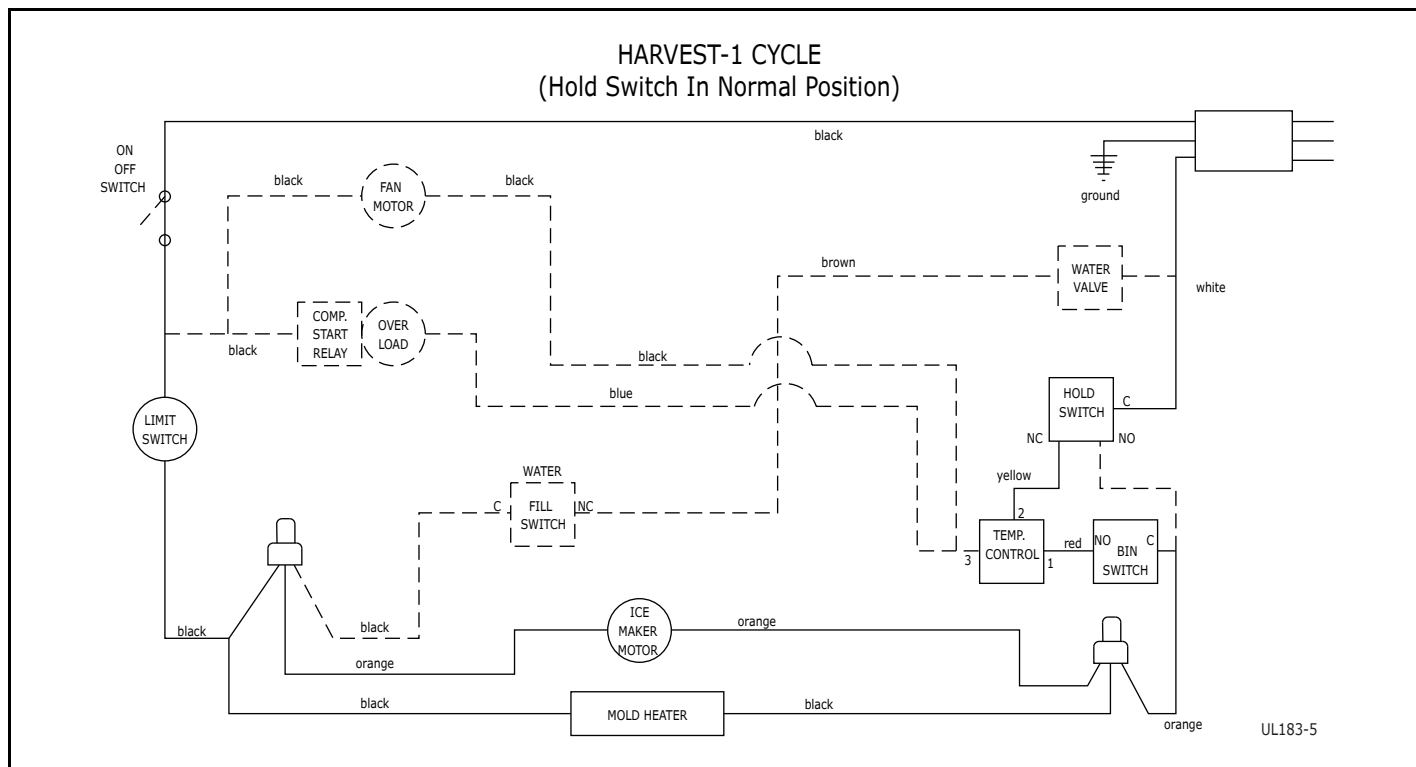 HARVEST-1 CYCLE
(Hold Switch In Normal Position)
black
ON
OFF
SWITCH
ground
black
FAN
MOTOR
black
brown
WATER
VALVE
white
COMP.
START
RELAY
OVER
LOAD
black
black
blue
HOLD
SWITCH
C
NC
NO
LIMIT
SWITCH
yellow
WATER
C
FILL
SWITCH
NC
2
TEMP.
CONTROL
3
1
red
NO
C
BIN
SWITCH
black
black
orange
ICE
MAKER
MOTOR
orange
black
MOLD HEATER
black
orange
UL183-5